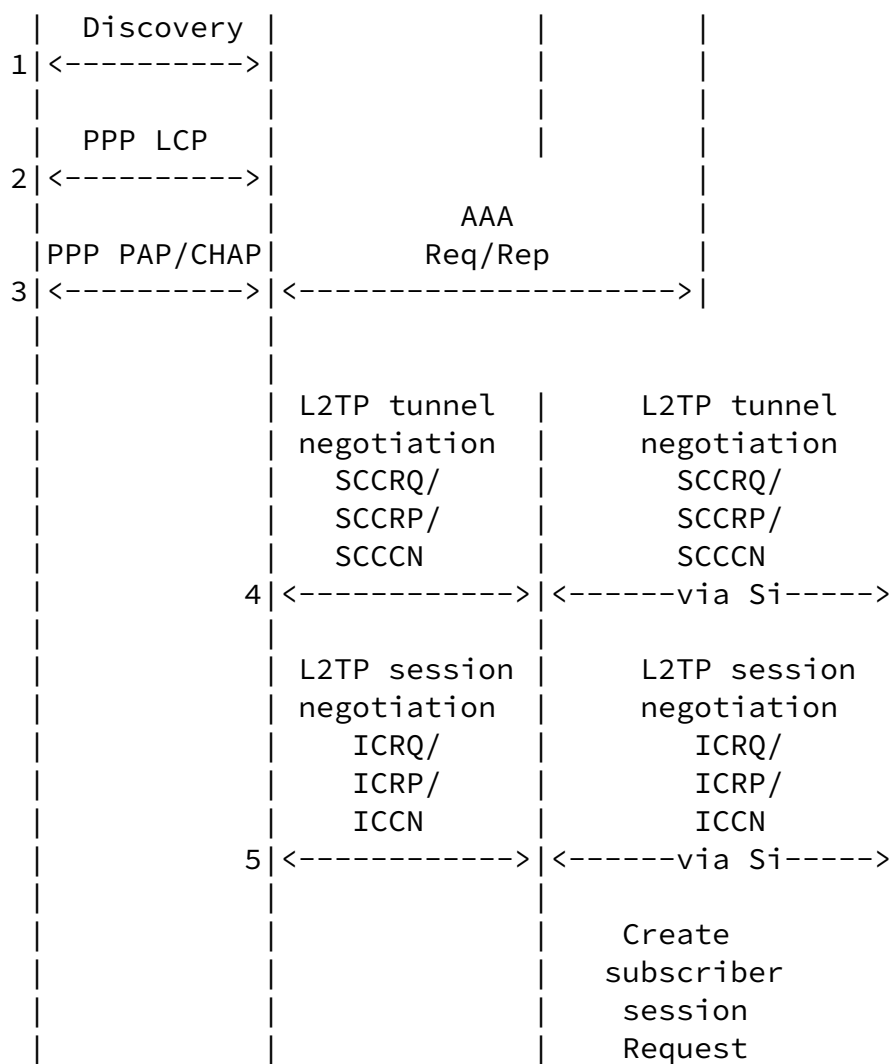 |  Discovery |              |        |
1|<---------->|              |        |
|            |              |        |
|  PPP LCP   |              |        |
2|<---------->|                       |
|            |          AAA          |
|PPP PAP/CHAP|        Req/Rep        |
3|<---------->|<--------------------->|
|            |
|            |
|            | L2TP tunnel  |     L2TP tunnel
|            | negotiation  |     negotiation
|            |   SCCRQ/     |       SCCRQ/
|            |   SCCRP/     |       SCCRP/
|            |   SCCCN      |       SCCCN
|           4|<------------>|<------via Si----->
|            |              |
|            | L2TP session |     L2TP session
|            | negotiation  |     negotiation
|            |    ICRQ/     |        ICRQ/
|            |    ICRP/     |        ICRP/
|            |    ICCN      |        ICCN
|           5|<------------>|<------via Si----->
|            |              |
|            |              |    Create
|            |              |   subscriber
|            |              |    session
|            |              |    Request